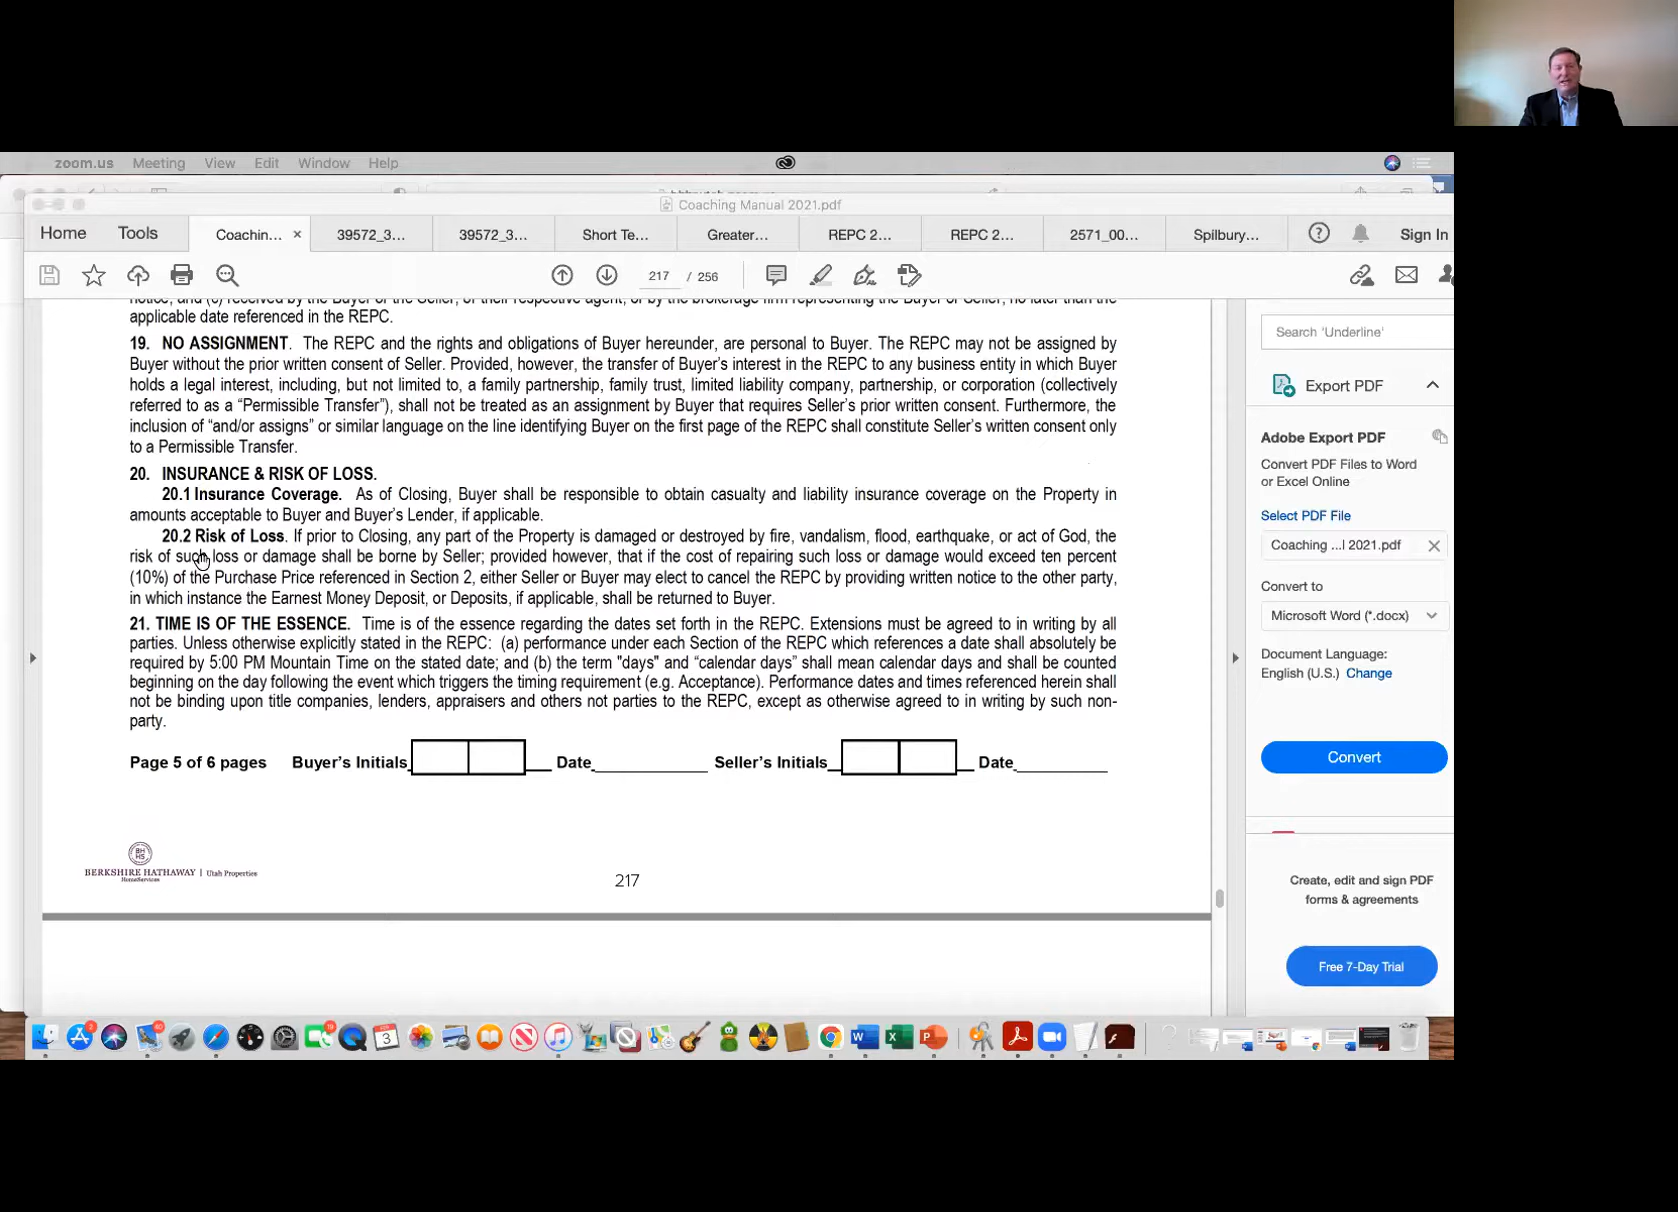 zoom.us Meeting View Edit Window Help
Coaching Manual 2021.pdf
Home Tools Coachin... × 39572_3... 39572_3... Short Te... Greater... REPC 2... REPC 2... 2571_00... Spilbury... Sign In
217 / 256
applicable date referenced in the REPC.
19. NO ASSIGNMENT. The REPC and the rights and obligations of Buyer hereunder, are personal to Buyer. The REPC may not be assigned by
Buyer without the prior written consent of Seller. Provided, however, the transfer of Buyer's interest in the REPC to any business entity in which Buyer
holds a legal interest, including, but not limited to, a family partnership, family trust, limited liability company, partnership, or corporation (collectively
referred to as a “Permissible Transfer”), shall not be treated as an assignment by Buyer that requires Seller's prior written consent. Furthermore, the
inclusion of “and/or assigns” or similar language on the line identifying Buyer on the first page of the REPC shall constitute Seller's written consent only
to a Permissible Transfer.
20. INSURANCE & RISK OF LOSS.
20.1 Insurance Coverage. As of Closing, Buyer shall be responsible to obtain casualty and liability insurance coverage on the Property in
amounts acceptable to Buyer and Buyer's Lender, if applicable.
20.2 Risk of Loss. If prior to Closing, any part of the Property is damaged or destroyed by fire, vandalism, flood, earthquake, or act of God, the
risk of such loss or damage shall be borne by Seller; provided however, that if the cost of repairing such loss or damage would exceed ten percent
(10%) of the Purchase Price referenced in Section 2, either Seller or Buyer may elect to cancel the REPC by providing written notice to the other party,
in which instance the Earnest Money Deposit, or Deposits, if applicable, shall be returned to Buyer.
21. TIME IS OF THE ESSENCE. Time is of the essence regarding the dates set forth in the REPC. Extensions must be agreed to in writing by all
parties. Unless otherwise explicitly stated in the REPC: (a) performance under each Section of the REPC which references a date shall absolutely be
required by 5:00 PM Mountain Time on the stated date; and (b) the term "days" and “calendar days” shall mean calendar days and shall be counted
beginning on the day following the event which triggers the timing requirement (e.g. Acceptance). Performance dates and times referenced herein shall
not be binding upon title companies, lenders, appraisers and others not parties to the REPC, except as otherwise agreed to in writing by such non-
party.
Page 5 of 6 pages Buyer's Initials Date Seller's Initials Date
BH
HS
BERKSHIRE HATHAWAY | Utah Properties
HomeServices
217
Search 'Underline'
Export PDF
Adobe Export PDF
Convert PDF Files to Word
or Excel Online
Select PDF File
Coaching ...l 2021.pdf
Convert to
Microsoft Word (*.docx)
Document Language:
English (U.S.) Change
Convert
Create, edit and sign PDF
forms & agreements
Free 7-Day Trial